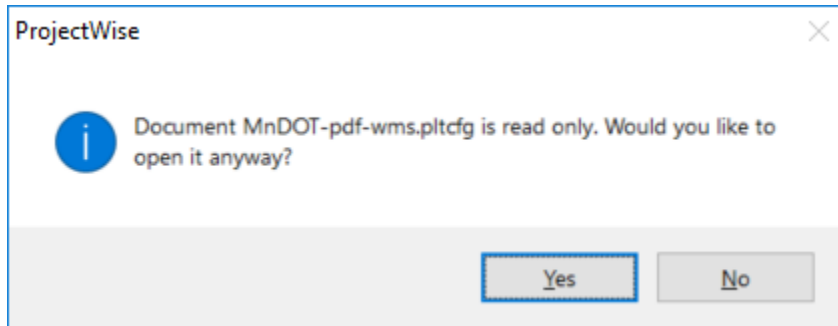 ProjectWise
Document MnDOT-pdf-wms.pltcfg is read only. Would you like to
open it anyway?
Yes
No